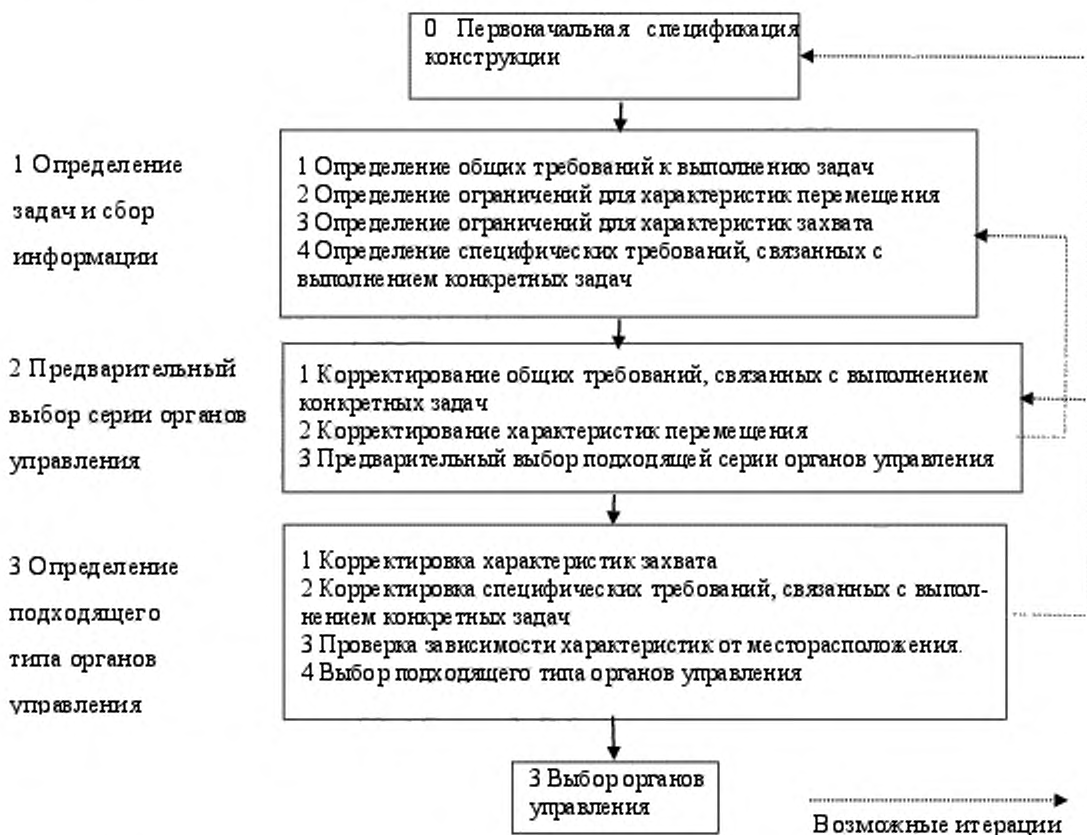 0 Первоначальная спецификация
конструкции
1 Определение
задач и сбор
информации
1 Определение общих требований к выполнению задач
2 Определение ограничений для характеристик перемещения
3 Определение ограничений для характеристик захвата
4 Определение специфических требований, связанных с
выполнением конкретных задач
2 Предварительный
выбор серии органов
управления
1 Корректирование общих требований, связанных с выполнением
конкретных задач
2 Корректирование характеристик перемещения
3 Предварительный выбор подходящей серии органов управления
3 Определение
подходящего
типа органов
управления
1 Корректировка характеристик захвата
2 Корректировка специфических требований, связанных с выпол-
нением конкретных задач
3 Проверка зависимости характеристик от месторасположения.
4 Выбор подходящего типа органов управления
3 Выбор органов
управления
Возможные итерации